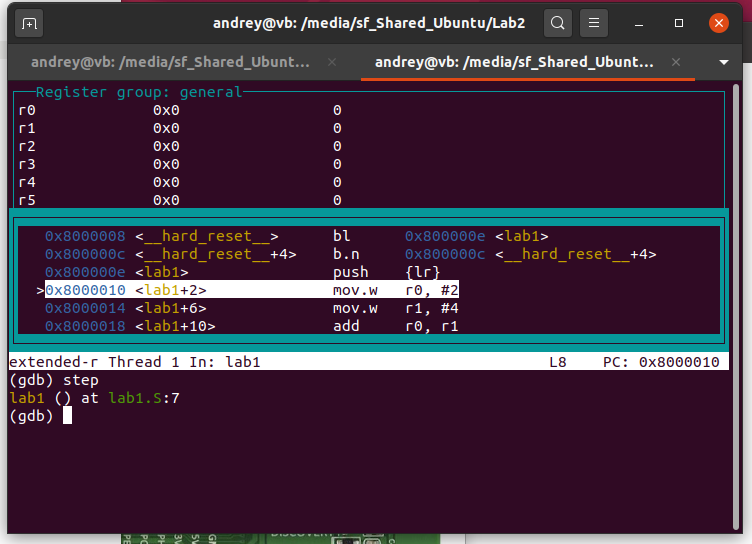 andrey@vb: /media/sf_Shared_Ubuntu/Lab2
andrey@vb: /media/sf_Shared_Ubunt...
andrey@vb: /media/sf_Shared_Ubunt...
Register group: general
r0 0x0 0
r1 0x0 0
r2 0x0 0
r3 0x0 0
r4 0x0 0
r5 0x0 0
0x8000008 <__hard_reset__> bl 0x800000e <lab1>
0x800000c <__hard_reset__+4> b.n 0x800000c <__hard_reset__+4>
0x800000e <lab1> push {lr}
>0x8000010 <lab1+2> mov.w r0, #2
0x8000014 <lab1+6> mov.w r1, #4
0x8000018 <lab1+10> add r0, r1
extended-r Thread 1 In: lab1 L8 PC: 0x8000010
(gdb) step
lab1 () at lab1.S:7
(gdb)